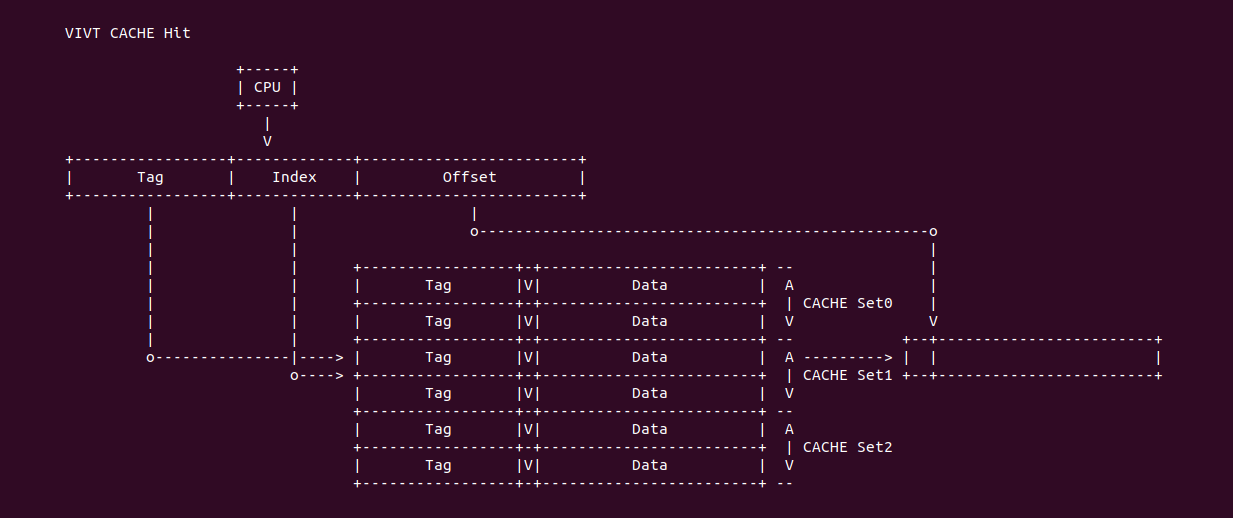 VIVT CACHE Hit
CPU
V
Tag Index Offset
Tag V Data A
CACHE Set0
Tag V Data V V
Tag V Data A
CACHE Set1
Tag V Data V
Tag V Data A
CACHE Set2
Tag V Data V